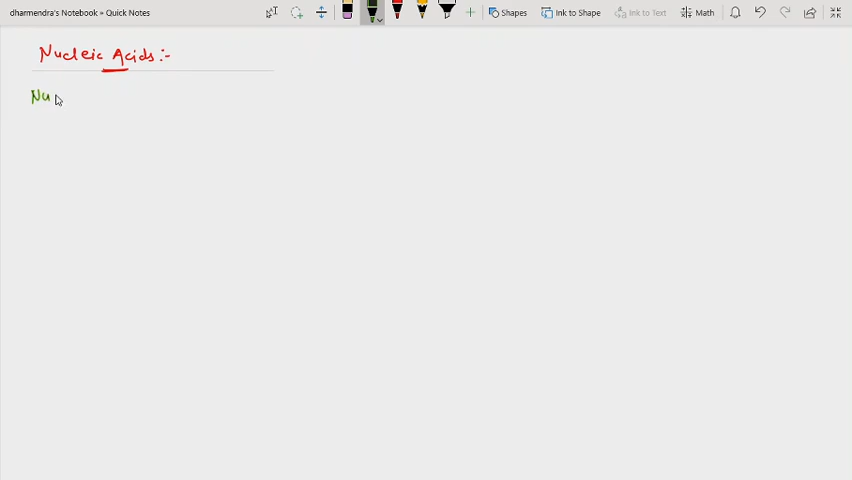 dharmendra's Notebook » Quick Notes
Shapes
Ink to Shape
Ink to Text
Math
Nucleic Acids :-
Nu